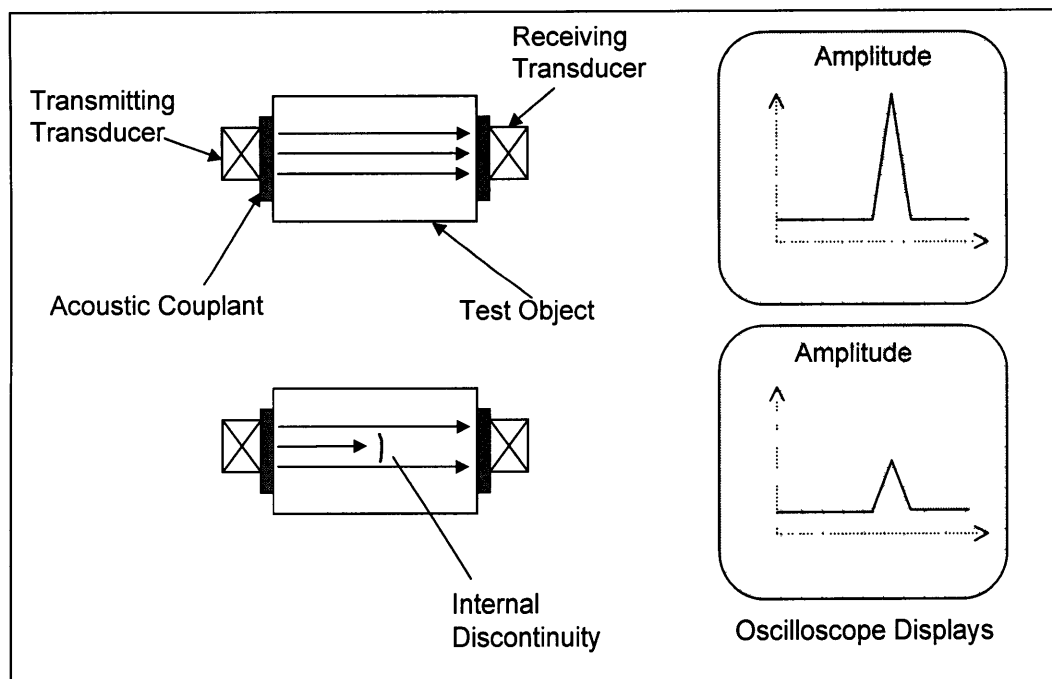 Receiving
Transducer
Transmitting
Transducer
Acoustic Couplant
Test Object
Amplitude
Amplitude
Internal
Discontinuity
Oscilloscope Displays